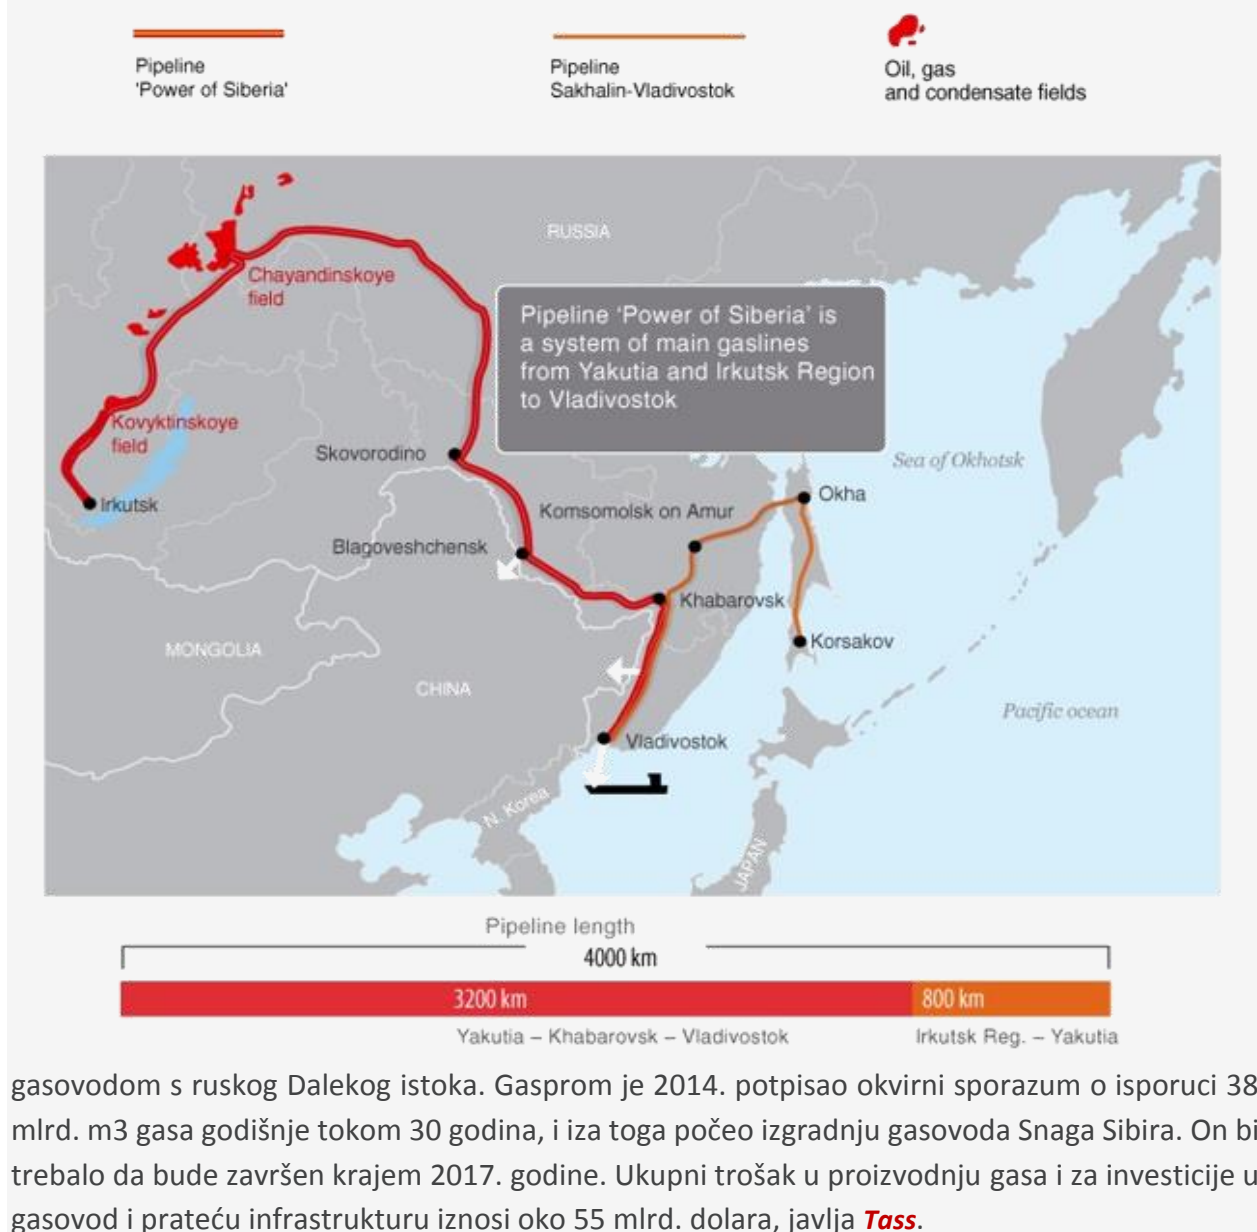 Pipeline
'Power of Siberia'
Pipeline
Sakhalin-Vladivostok
Oil, gas
and condensate fields
RUSSIA
Chayandinskoye
field
Pipeline ‘Power of Siberia’ is
a system of main gaslines
from Yakutia and Irkutsk Region
to Vladivostok
Kovyktinskoye
field
Skovorodino
Sea of Okhotsk
Irkutsk
Okha
Komsomolsk on Amur
Blagoveshchensk
Khabarovsk
Korsakov
MONGOLIA
CHINA
Pacific ocean
Vladivostok
N. Korea
JAPAN
Pipeline length
4000 km
3200 km
800 km
Yakutia – Khabarovsk – Vladivostok
Irkutsk Reg. – Yakutia
gasovodom s ruskog Dalekog istoka. Gasprom je 2014. potpisao okvirni sporazum o isporuci 38
mlrd. m3 gasa godišnje tokom 30 godina, i iza toga počeo izgradnju gasovoda Snaga Sibira. On bi
trebalo da bude završen krajem 2017. godine. Ukupni trošak u proizvodnju gasa i za investicije u
gasovod i prateću infrastrukturu iznosi oko 55 mlrd. dolara, javlja Tass.